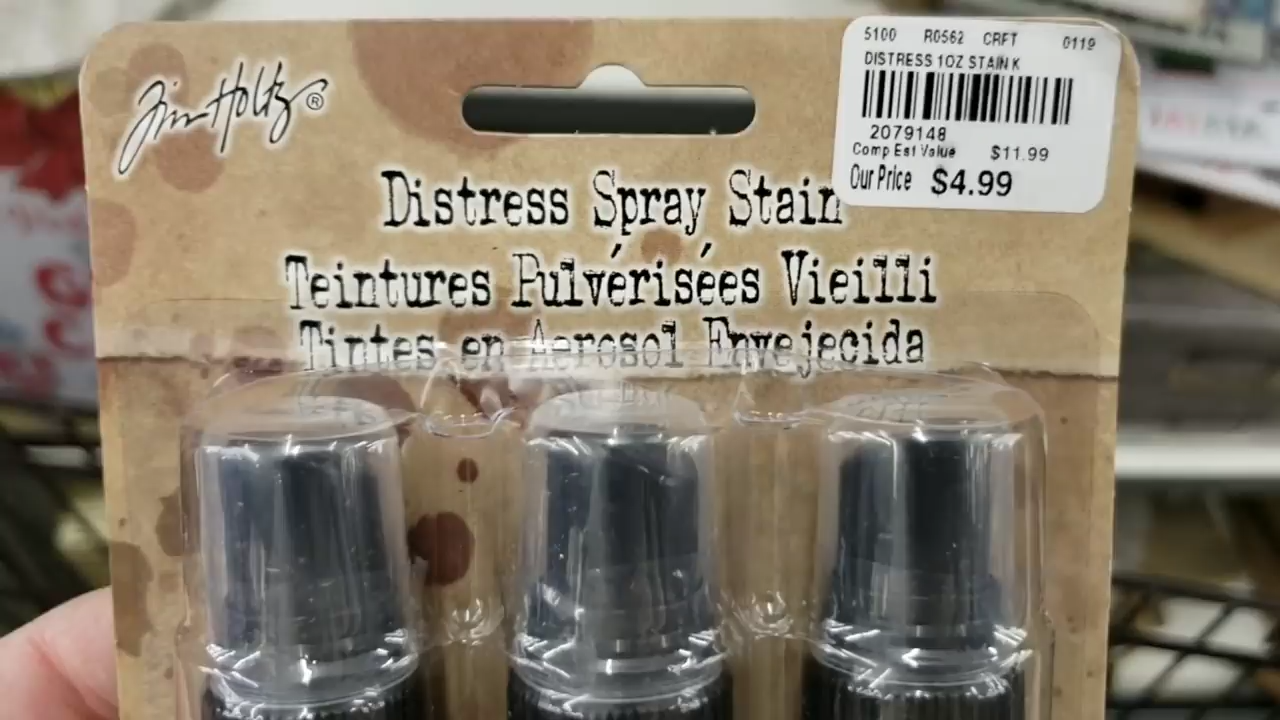 Tim Holtz®
5100 R0562 CRFT 0119
DISTRESS 1OZ STAIN K
2079148
Comp Est Value $11.99
Our Price $4.99
Distress Spray Stain
Teintures Pulvérisées Vieilli
Tintes en Aerosol Envejecida